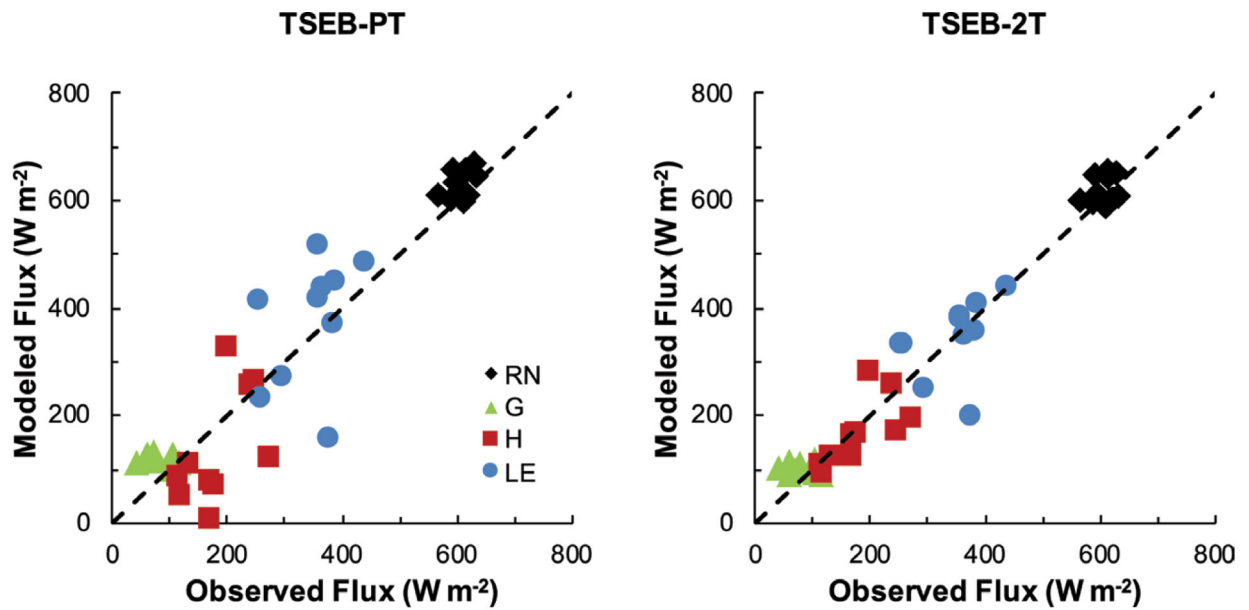 TSEB-PT
800
600
400
200
0
0 200 400 600 800
Modeled Flux (W m-2)
Observed Flux (W m-2)
RN
G
H
LE
TSEB-2T
800
600
400
200
0
0 200 400 600 800
Modeled Flux (W m-2)
Observed Flux (W m-2)